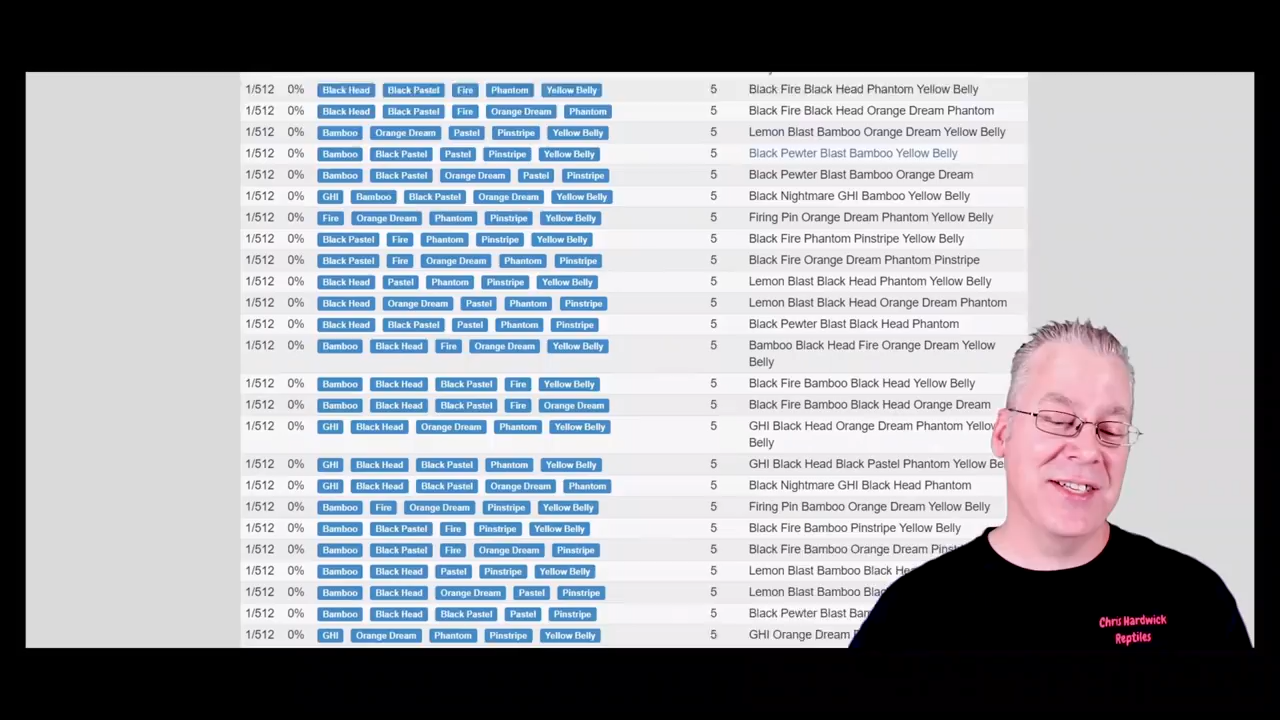 1/512 0% Black Head Black Pastel Fire Phantom Yellow Belly 5 Black Fire Black Head Phantom Yellow Belly
1/512 0% Black Head Black Pastel Fire Orange Dream Phantom 5 Black Fire Black Head Orange Dream Phantom
1/512 0% Bamboo Orange Dream Pastel Pinstripe Yellow Belly 5 Lemon Blast Bamboo Orange Dream Yellow Belly
1/512 0% Bamboo Black Pastel Pastel Pinstripe Yellow Belly 5 Black Pewter Blast Bamboo Yellow Belly
1/512 0% Bamboo Black Pastel Orange Dream Pastel Pinstripe 5 Black Pewter Blast Bamboo Orange Dream
1/512 0% GHI Bamboo Black Pastel Orange Dream Yellow Belly 5 Black Nightmare GHI Bamboo Yellow Belly
1/512 0% Fire Orange Dream Phantom Pinstripe Yellow Belly 5 Firing Pin Orange Dream Phantom Yellow Belly
1/512 0% Black Pastel Fire Phantom Pinstripe Yellow Belly 5 Black Fire Phantom Pinstripe Yellow Belly
1/512 0% Black Pastel Fire Orange Dream Phantom Pinstripe 5 Black Fire Orange Dream Phantom Pinstripe
1/512 0% Black Head Pastel Phantom Pinstripe Yellow Belly 5 Lemon Blast Black Head Phantom Yellow Belly
1/512 0% Black Head Orange Dream Pastel Phantom Pinstripe 5 Lemon Blast Black Head Orange Dream Phantom
1/512 0% Black Head Black Pastel Pastel Phantom Pinstripe 5 Black Pewter Blast Black Head Phantom
1/512 0% Bamboo Black Head Fire Orange Dream Yellow Belly 5 Bamboo Black Head Fire Orange Dream Yellow
Belly
1/512 0% Bamboo Black Head Black Pastel Fire Yellow Belly 5 Black Fire Bamboo Black Head Yellow Belly
1/512 0% Bamboo Black Head Black Pastel Fire Orange Dream 5 Black Fire Bamboo Black Head Orange Dream
1/512 0% GHI Black Head Orange Dream Phantom Yellow Belly 5 GHI Black Head Orange Dream Phantom Yellow
Belly
1/512 0% GHI Black Head Black Pastel Phantom Yellow Belly 5 GHI Black Head Black Pastel Phantom Yellow Be
1/512 0% GHI Black Head Black Pastel Orange Dream Phantom 5 Black Nightmare GHI Black Head Phantom
1/512 0% Bamboo Fire Orange Dream Pinstripe Yellow Belly 5 Firing Pin Bamboo Orange Dream Yellow Belly
1/512 0% Bamboo Black Pastel Fire Pinstripe Yellow Belly 5 Black Fire Bamboo Pinstripe Yellow Belly
1/512 0% Bamboo Black Pastel Fire Orange Dream Pinstripe 5 Black Fire Bamboo Orange Dream
1/512 0% Bamboo Black Head Pastel Pinstripe Yellow Belly 5 Lemon Blast Bamboo Black
1/512 0% Bamboo Black Head Orange Dream Pastel Pinstripe 5 Lemon Blast Bamboo
1/512 0% Bamboo Black Head Black Pastel Pastel Pinstripe 5 Black Pewter Blast
1/512 0% GHI Orange Dream Phantom Pinstripe Yellow Belly 5 GHI Orange Dream
Chris Hardwick
Reptiles